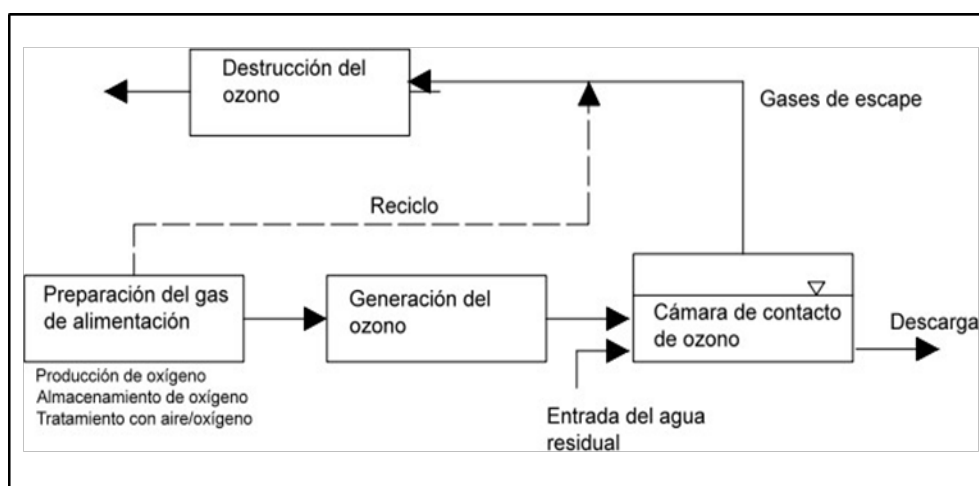 Destrucción del
ozono
Gases de escape
Reciclo
Preparación del gas
de alimentación
Generación del
ozono
Cámara de contacto
de ozono
Descarga
Producción de oxígeno
Almacenamiento de oxígeno
Tratamiento con aire/oxígeno
Entrada del agua
residual